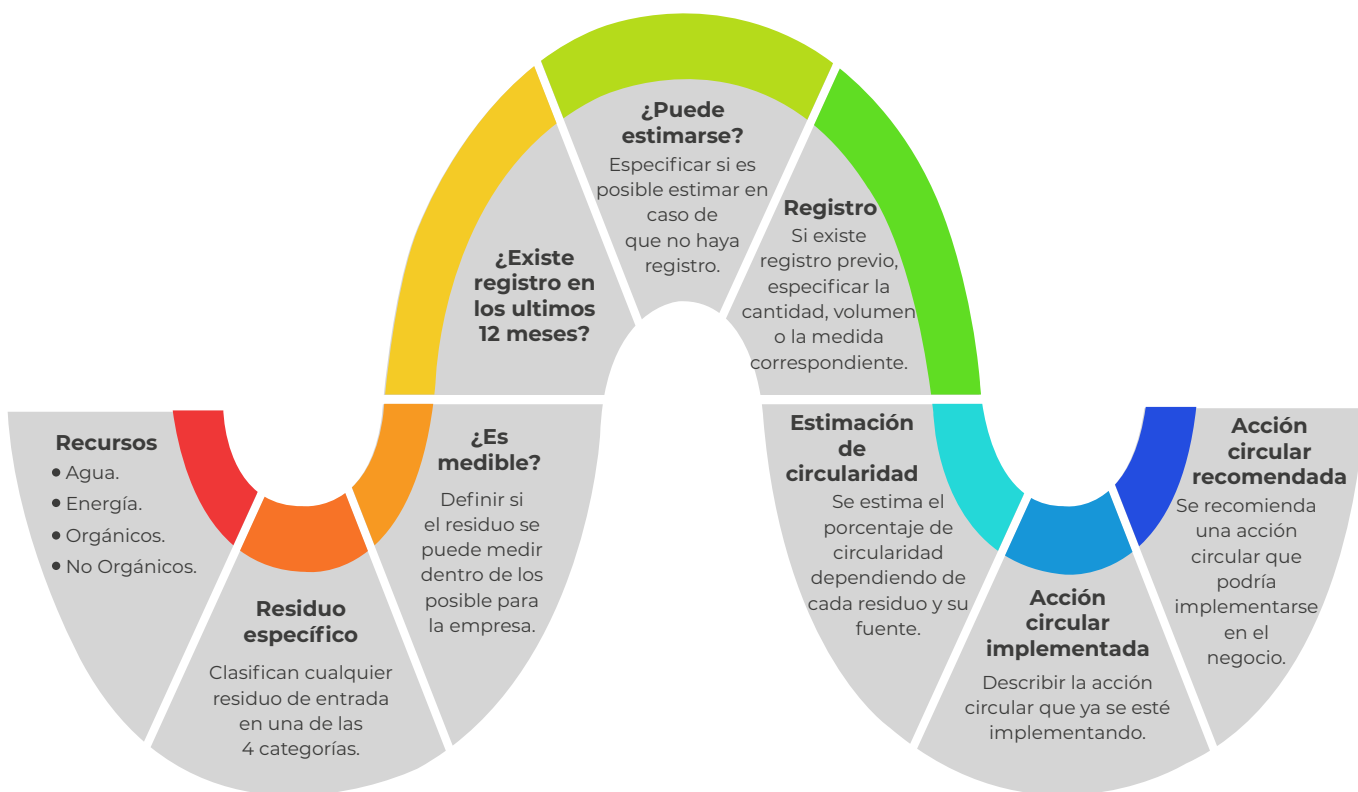 Recursos
• Agua.
• Energía.
• Orgánicos.
• No Orgánicos.
Residuo
específico
Clasifican cualquier
residuo de entrada
en una de las
4 categorías.
¿Es
medible?
Definir si
el residuo se
puede medir
dentro de los
posible para
la empresa.
¿Existe
registro en
los ultimos
12 meses?
¿Puede
estimarse?
Especificar si es
posible estimar en
caso de
que no haya
registro.
Registro
Si existe
registro previo,
especificar la
cantidad, volumen
o la medida
correspondiente.
Estimación
de
circularidad
Se estima el
porcentaje de
circularidad
dependiendo de
cada residuo y su
fuente.
Acción
circular
implementada
Describir la acción
circular que ya se esté
implementando.
Acción
circular
recomendada
Se recomienda
una acción
circular que
podría
implementarse
en el
negocio.